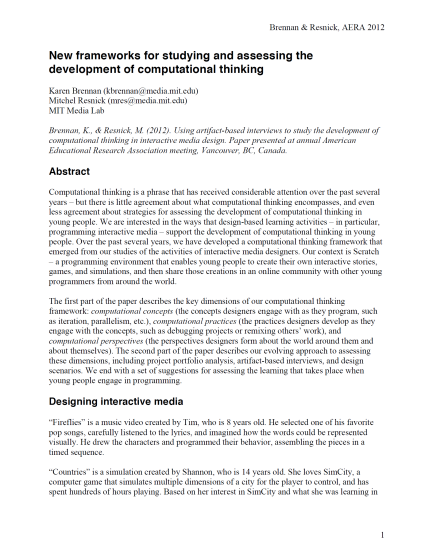 Brennan & Resnick, AERA 2012
New frameworks for studying and assessing the
development of computational thinking
Karen Brennan (kbrennan@media.mit.edu)
Mitchel Resnick (mres@media.mit.edu)
MIT Media Lab
Brennan, K., & Resnick, M. (2012). Using artifact-based interviews to study the development of
computational thinking in interactive media design. Paper presented at annual American
Educational Research Association meeting, Vancouver, BC, Canada.
Abstract
Computational thinking is a phrase that has received considerable attention over the past several
years – but there is little agreement about what computational thinking encompasses, and even
less agreement about strategies for assessing the development of computational thinking in
young people. We are interested in the ways that design-based learning activities – in particular,
programming interactive media – support the development of computational thinking in young
people. Over the past several years, we have developed a computational thinking framework that
emerged from our studies of the activities of interactive media designers. Our context is Scratch
– a programming environment that enables young people to create their own interactive stories,
games, and simulations, and then share those creations in an online community with other young
programmers from around the world.
The first part of the paper describes the key dimensions of our computational thinking
framework: computational concepts (the concepts designers engage with as they program, such
as iteration, parallelism, etc.), computational practices (the practices designers develop as they
engage with the concepts, such as debugging projects or remixing others' work), and
computational perspectives (the perspectives designers form about the world around them and
about themselves). The second part of the paper describes our evolving approach to assessing
these dimensions, including project portfolio analysis, artifact-based interviews, and design
scenarios. We end with a set of suggestions for assessing the learning that takes place when
young people engage in programming.
Designing interactive media
“Fireflies” is a music video created by Tim, who is 8 years old. He selected one of his favorite
pop songs, carefully listened to the lyrics, and imagined how the words could be represented
visually. He drew the characters and programmed their behavior, assembling the pieces in a
timed sequence.
“Countries” is a simulation created by Shannon, who is 14 years old. She loves SimCity, a
computer game that simulates multiple dimensions of a city for the player to control, and has
spent hundreds of hours playing. Based on her interest in SimCity and what she was learning in
1